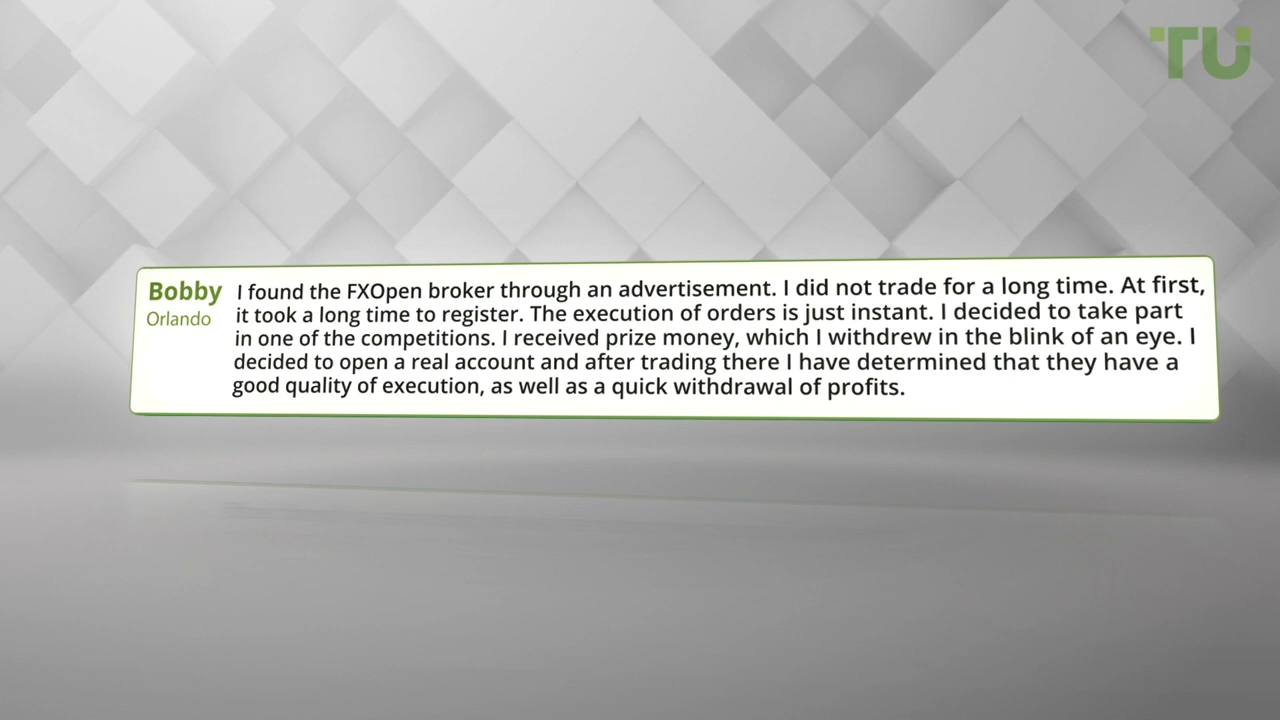 TU
Bobby
Orlando
I found the FXOpen broker through an advertisement. I did not trade for a long time. At first,
it took a long time to register. The execution of orders is just instant. I decided to take part
in one of the competitions. I received prize money, which I withdrew in the blink of an eye. I
decided to open a real account and after trading there I have determined that they have a
good quality of execution, as well as a quick withdrawal of profits.